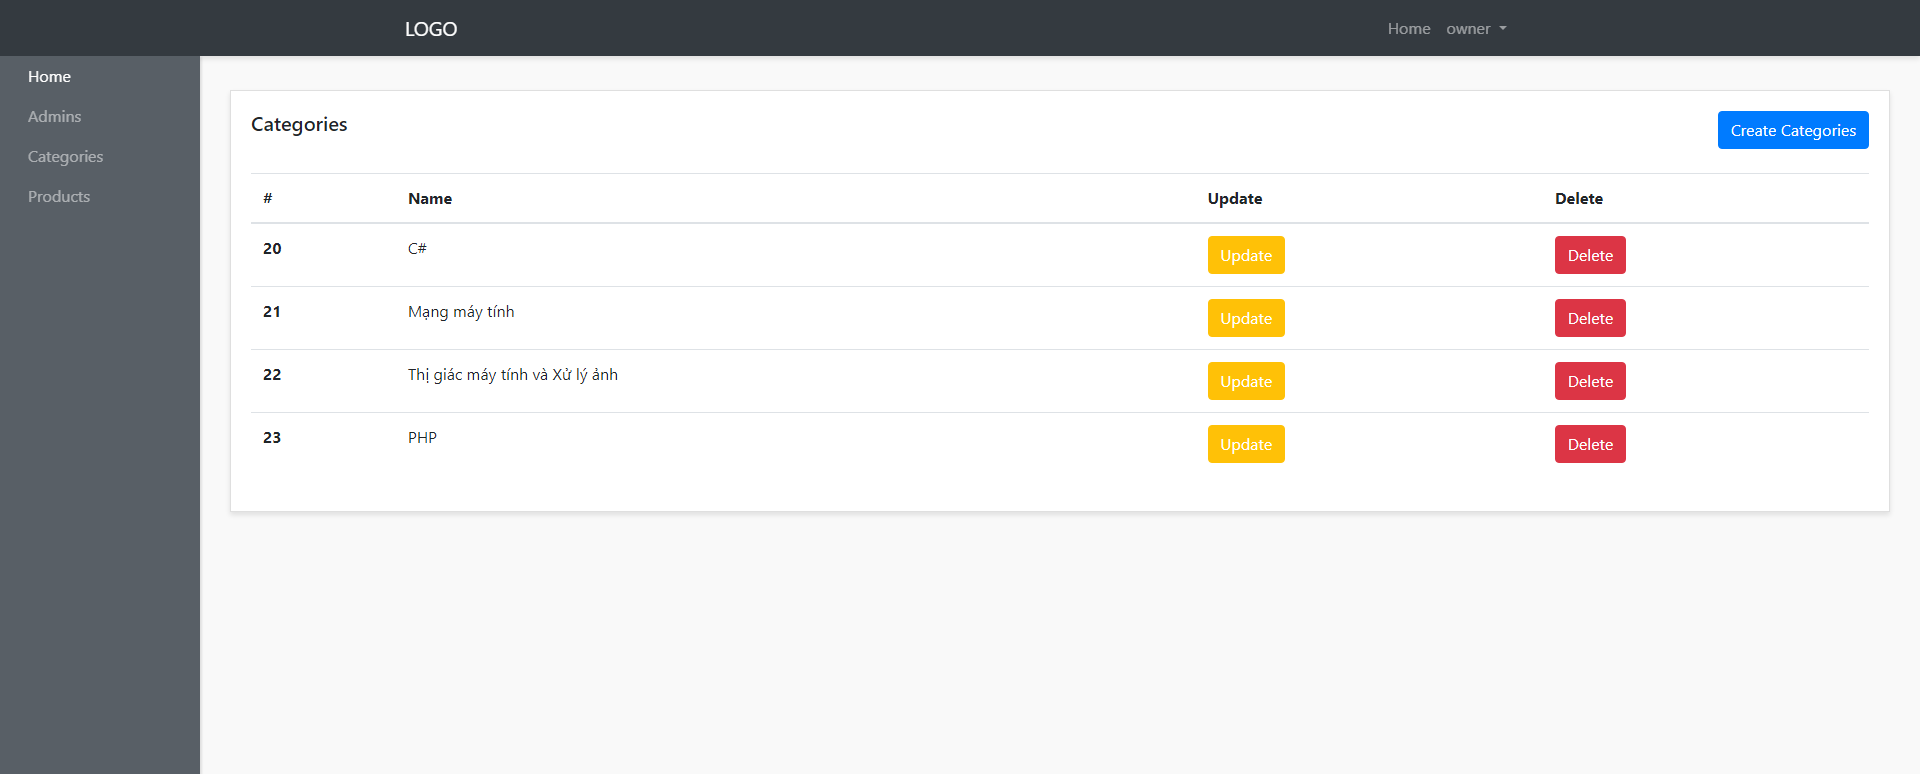 LOGO
Home owner
Home
Admins
Categories
Products
Categories
Create Categories
# Name Update Delete
20 C# Update Delete
21 Mạng máy tính Update Delete
22 Thị giác máy tính và Xử lý ảnh Update Delete
23 PHP Update Delete